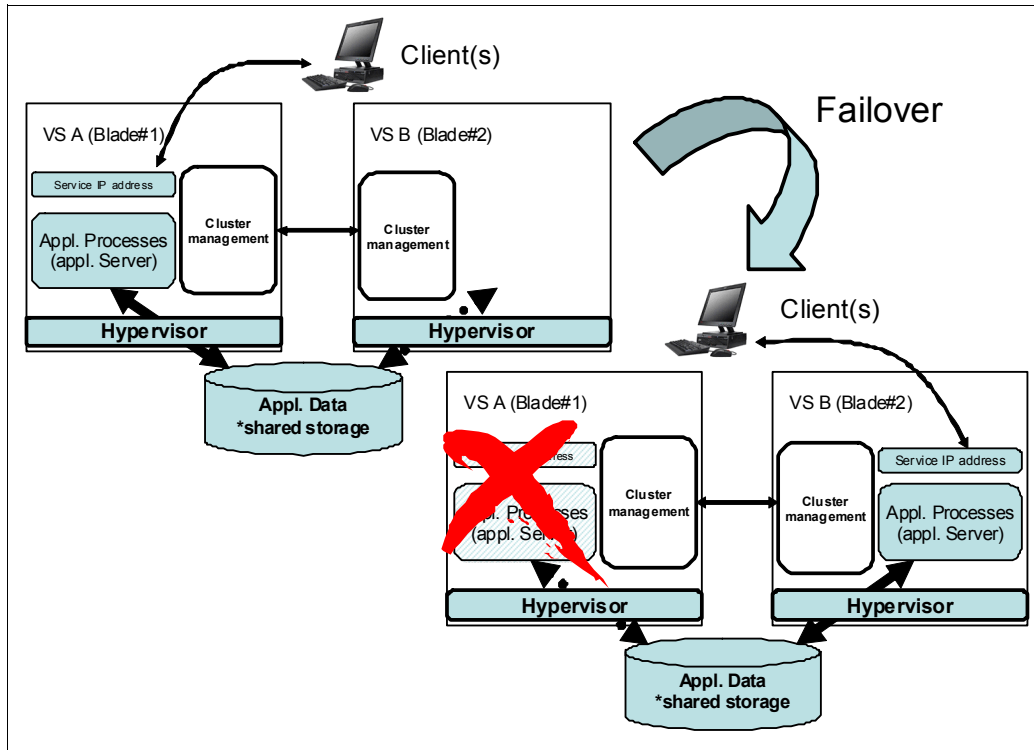 Client(s)
Failover
VS A (Blade#1)
VS B (Blade#2)
Service IP address
Cluster
management
Cluster
management
Appl. Processes
(appl. Server)
Hypervisor
Hypervisor
Appl. Data
*shared storage
Client(s)
VS A (Blade#1)
VS B (Blade#2)
Service IP address
Cluster
management
Cluster
management
Appl. Processes
(appl. Server)
Processes
(appl.
Hypervisor
Hypervisor
Appl. Data
*shared storage